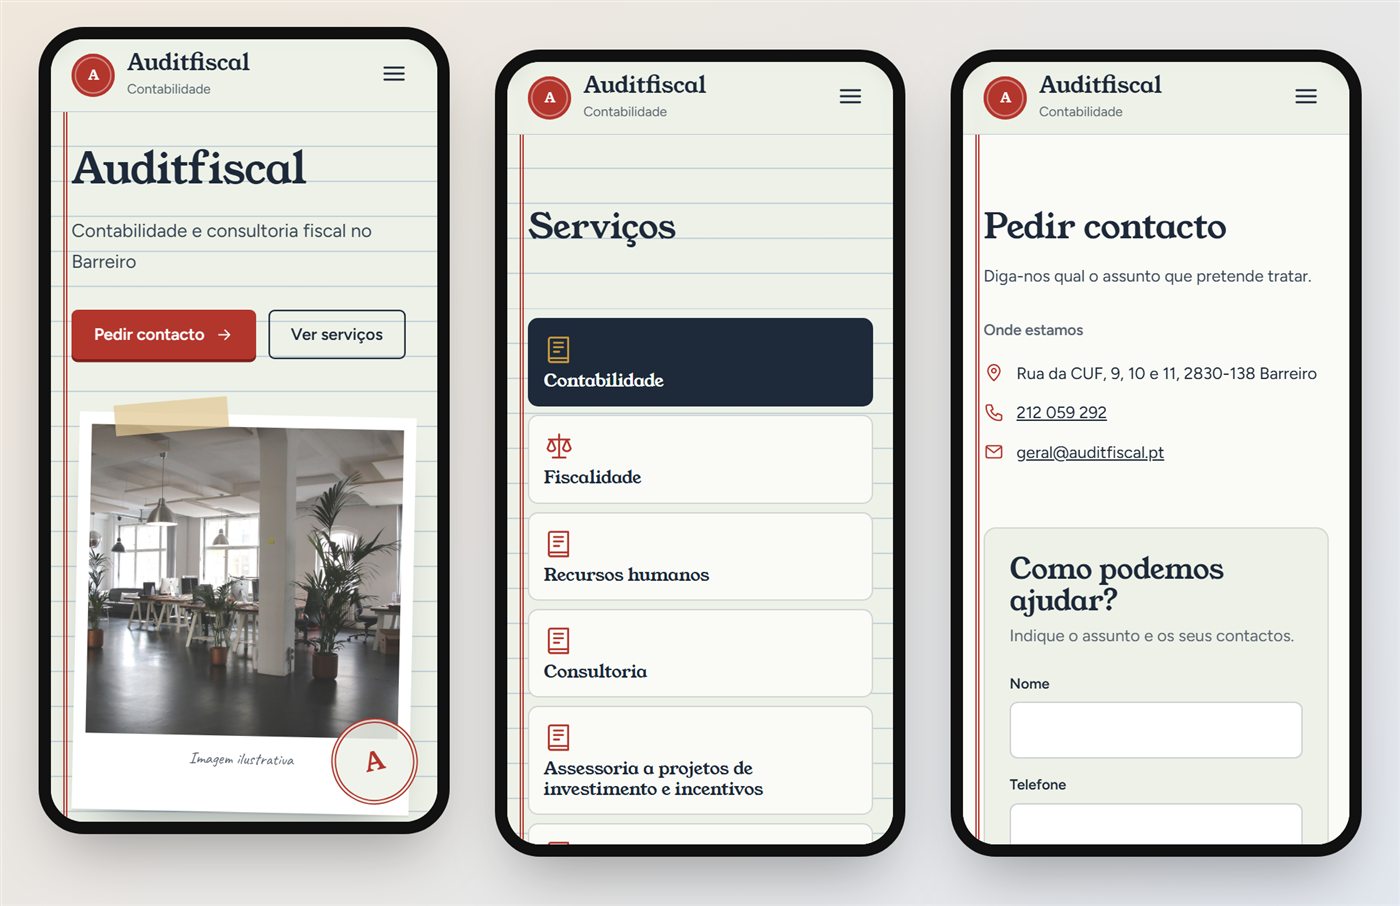 A
Auditfiscal
Contabilidade
Auditfiscal
Contabilidade e consultoria fiscal no
Barreiro
Pedir contacto →
Ver serviços
Imagem ilustrativa
A
A
Auditfiscal
Contabilidade
Serviços
Contabilidade
Fiscalidade
Recursos humanos
Consultoria
Assessoria a projetos de
investimento e incentivos
A
Auditfiscal
Contabilidade
Pedir contacto
Diga-nos qual o assunto que pretende tratar.
Onde estamos
Rua da CUF, 9, 10 e 11, 2830-138 Barreiro
212 059 292
geral@auditfiscal.pt
Como podemos
ajudar?
Indique o assunto e os seus contactos.
Nome
Telefone